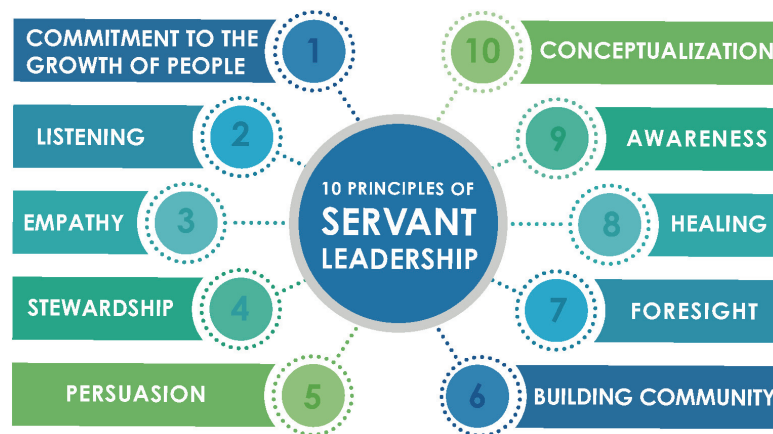 COMMITMENT TO THE
GROWTH OF PEOPLE
1
LISTENING
2
EMPATHY
3
STEWARDSHIP
4
PERSUASION
5
10 PRINCIPLES OF
SERVANT
LEADERSHIP
10
CONCEPTUALIZATION
9
AWARENESS
8
HEALING
7
FORESIGHT
6
BUILDING COMMUNITY